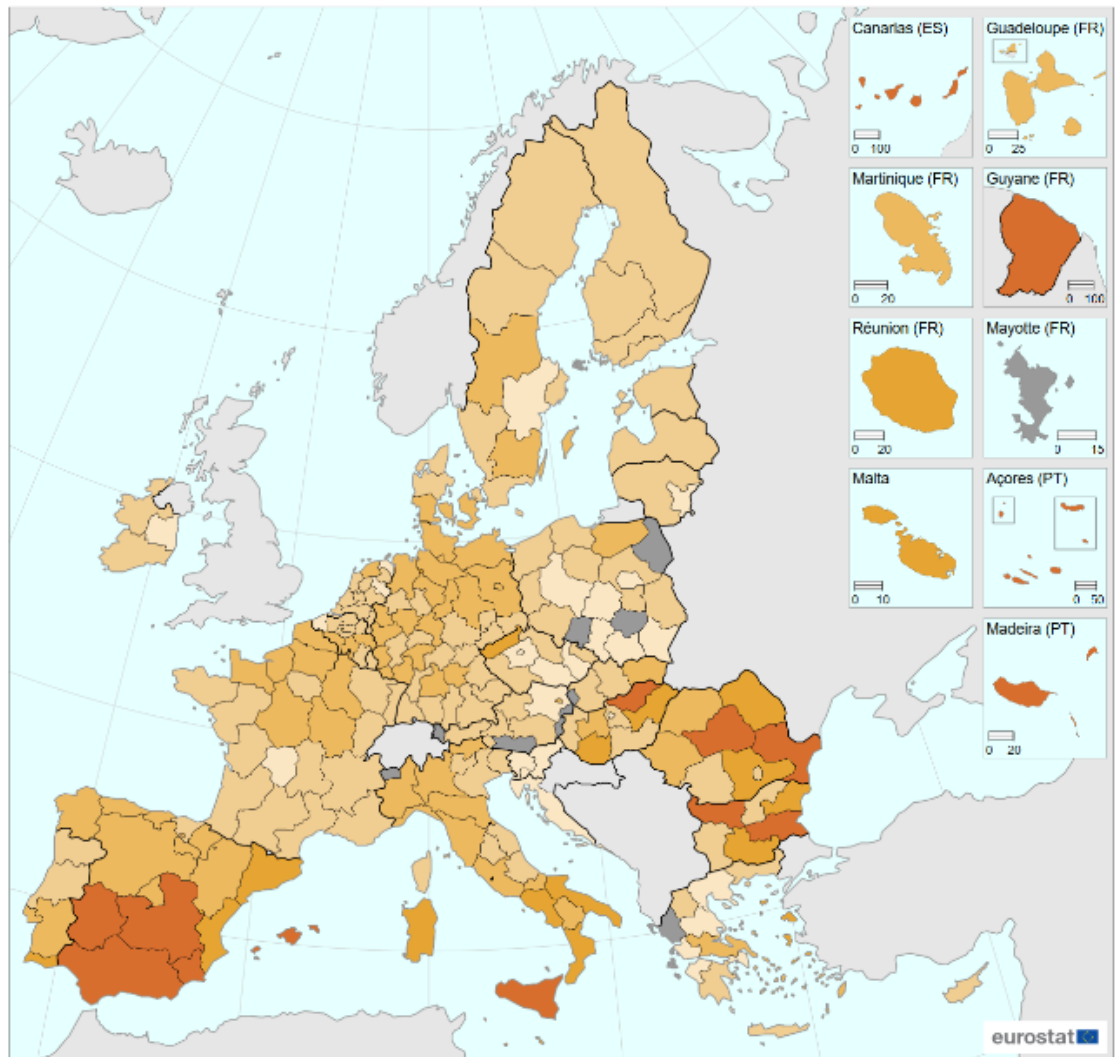 Canarias (ES)
0 100
Guadeloupe (FR)
0 25
Martinique (FR)
0 20
Guyane (FR)
0 100
Réunion (FR)
0 20
Mayotte (FR)
0 15
Malta
0 10
Açores (PT)
0 50
Madeira (PT)
0 20
eurostat